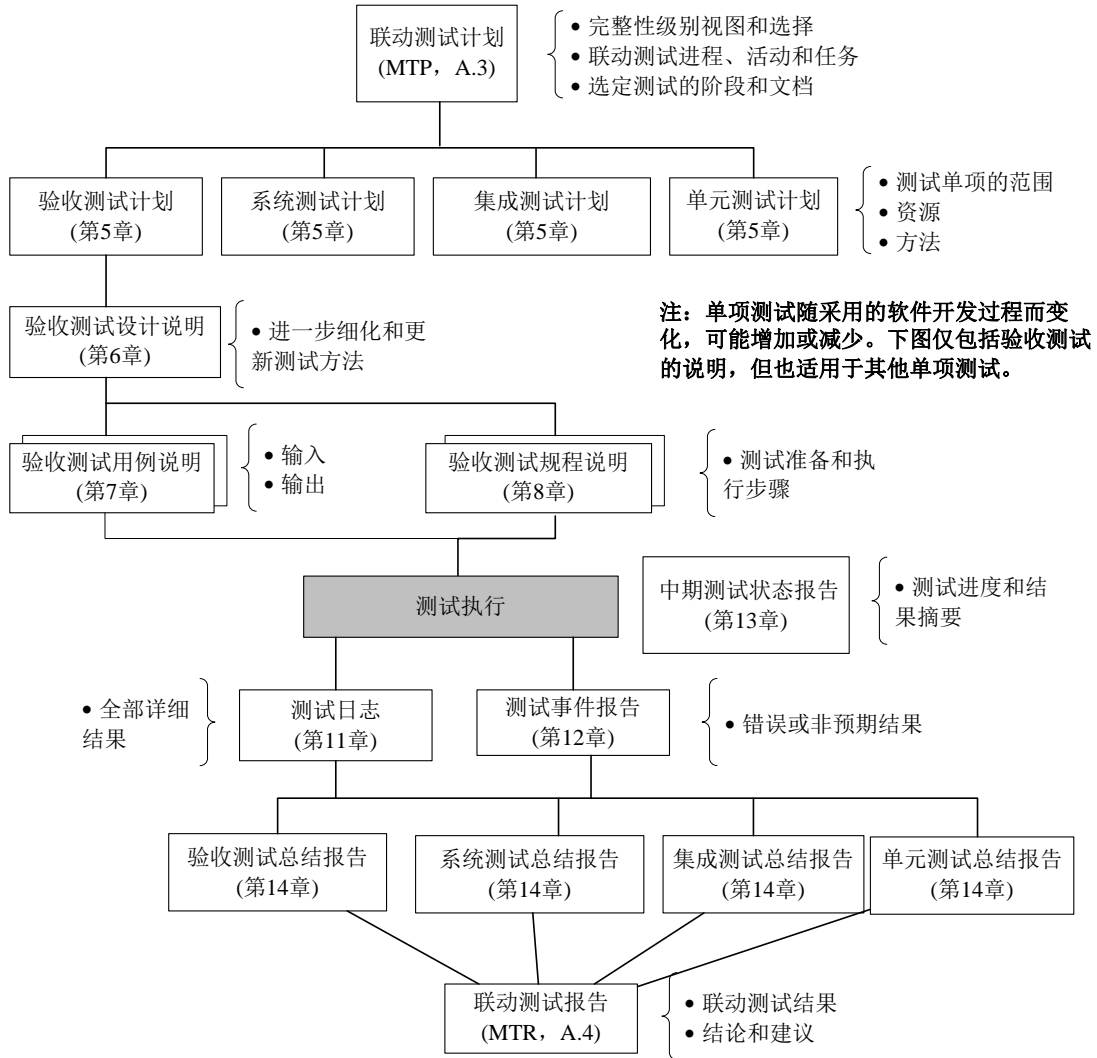 联动测试计划
(MTP，A.3)
• 完整性级别视图和选择
• 联动测试进程、活动和任务
• 选定测试的阶段和文档
验收测试计划
(第5章)
系统测试计划
(第5章)
集成测试计划
(第5章)
单元测试计划
(第5章)
• 测试单项的范围
• 资源
• 方法
验收测试设计说明
(第6章)
• 进一步细化和更
新测试方法
注：单项测试随采用的软件开发过程而变
化，可能增加或减少。下图仅包括验收测试
的说明，但也适用于其他单项测试。
验收测试用例说明
(第7章)
• 输入
• 输出
验收测试规程说明
(第8章)
• 测试准备和执
行步骤
测试执行
中期测试状态报告
(第13章)
• 测试进度和结
果摘要
• 全部详细
结果
测试日志
(第11章)
测试事件报告
(第12章)
• 错误或非预期结果
验收测试总结报告
(第14章)
系统测试总结报告
(第14章)
集成测试总结报告
(第14章)
单元测试总结报告
(第14章)
联动测试报告
(MTR，A.4)
• 联动测试结果
• 结论和建议